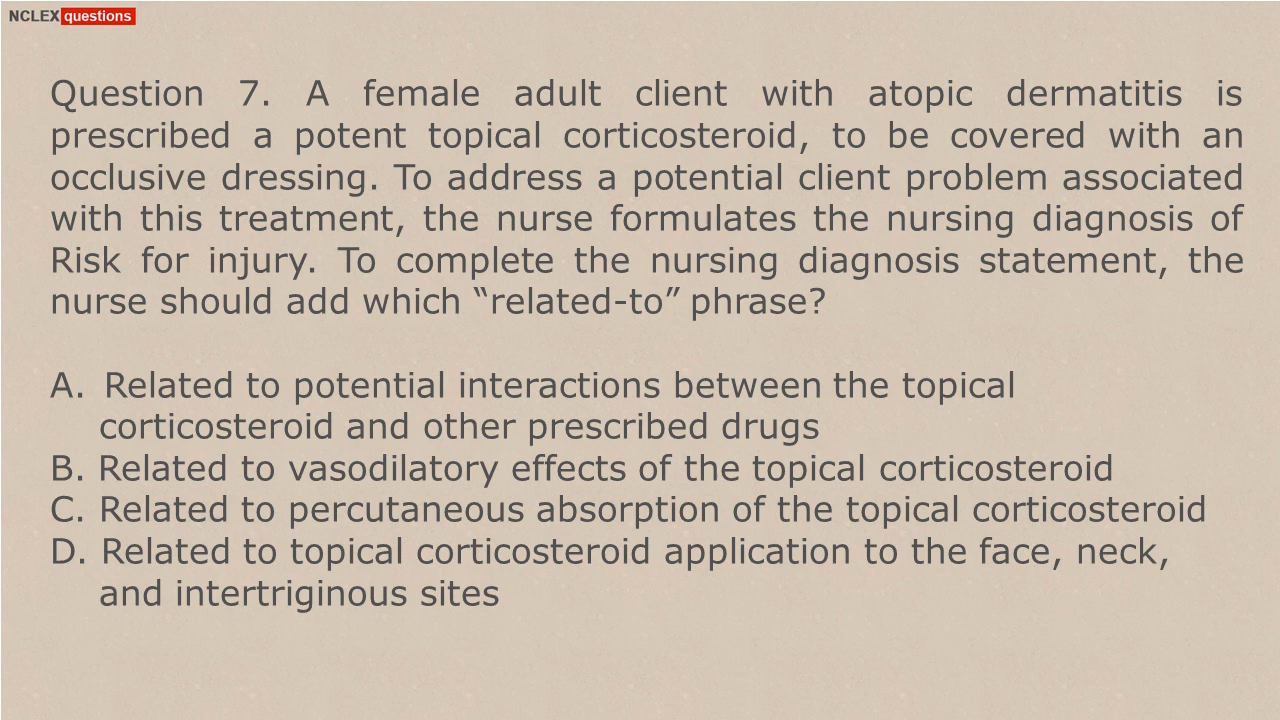 NCLEX questions
Question 7. A female adult client with atopic dermatitis is
prescribed a potent topical corticosteroid, to be covered with an
occlusive dressing. To address a potential client problem associated
with this treatment, the nurse formulates the nursing diagnosis of
Risk for injury. To complete the nursing diagnosis statement, the
nurse should add which “related-to” phrase?
A. Related to potential interactions between the topical
corticosteroid and other prescribed drugs
B. Related to vasodilatory effects of the topical corticosteroid
C. Related to percutaneous absorption of the topical corticosteroid
D. Related to topical corticosteroid application to the face, neck,
and intertriginous sites